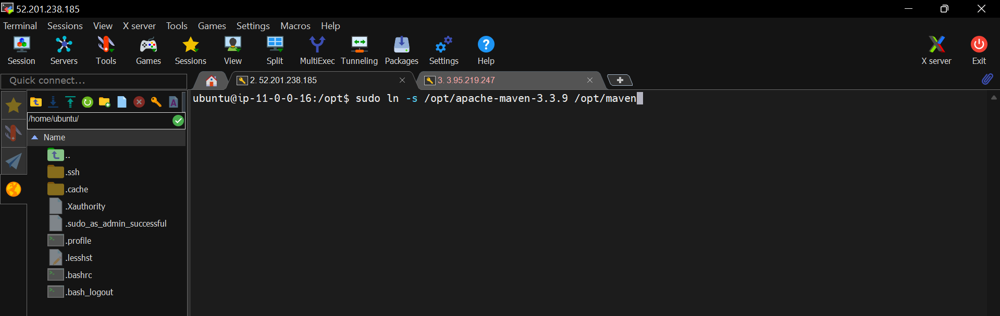 52.201.238.185
Terminal Sessions View X server Tools Games Settings Macros Help
Session Servers Tools Games Sessions View Split MultiExec Tunneling Packages Settings Help X server Exit
Quick connect... 2. 52.201.238.185 3. 3.95.219.247
ubuntu@ip-11-0-0-16:/opt$ sudo ln -s /opt/apache-maven-3.3.9 /opt/maven
/home/ubuntu/
Name
..
.ssh
.cache
.Xauthority
.sudo_as_admin_successful
.profile
.lesshst
.bashrc
.bash_logout